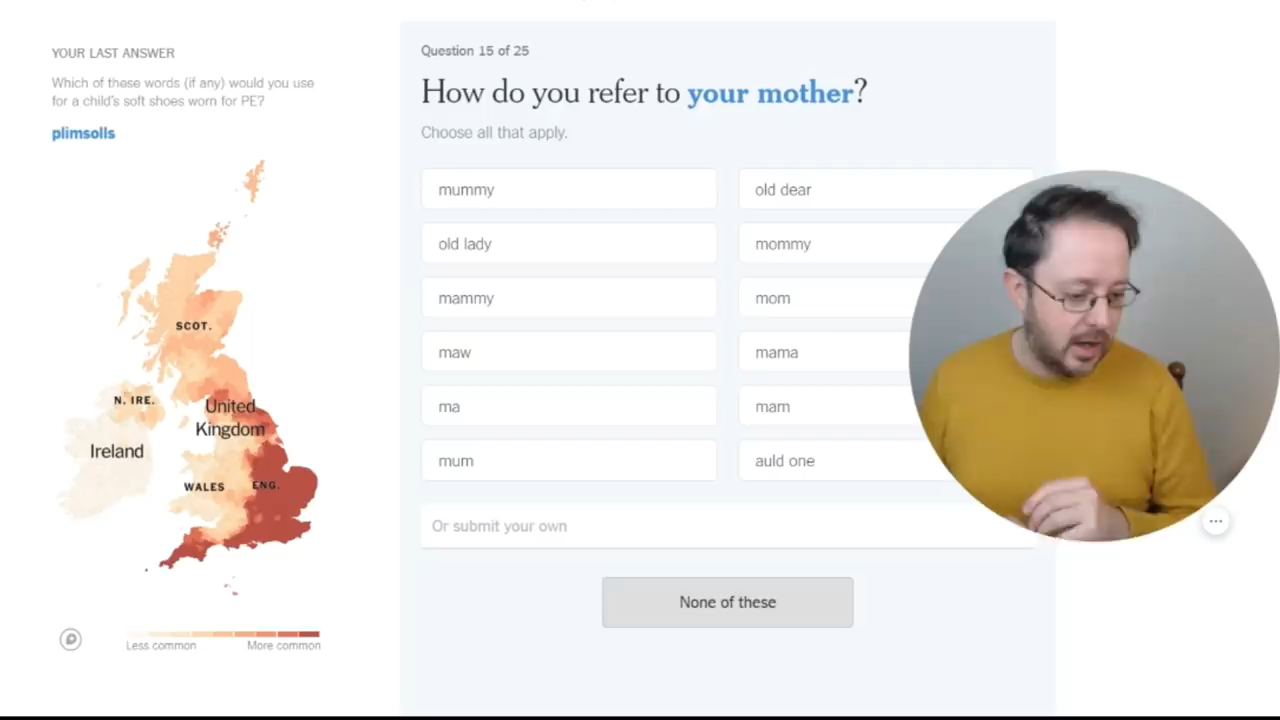 YOUR LAST ANSWER
Which of these words (if any) would you use
for a child's soft shoes worn for PE?
plimsolls
SCOT.
N. IRE.
United
Kingdom
Ireland
WALES
ENG.
Less common
More common
Question 15 of 25
How do you refer to your mother?
Choose all that apply.
mummy
old dear
old lady
mommy
mammy
mom
maw
mama
ma
mam
mum
auld one
Or submit your own
None of these